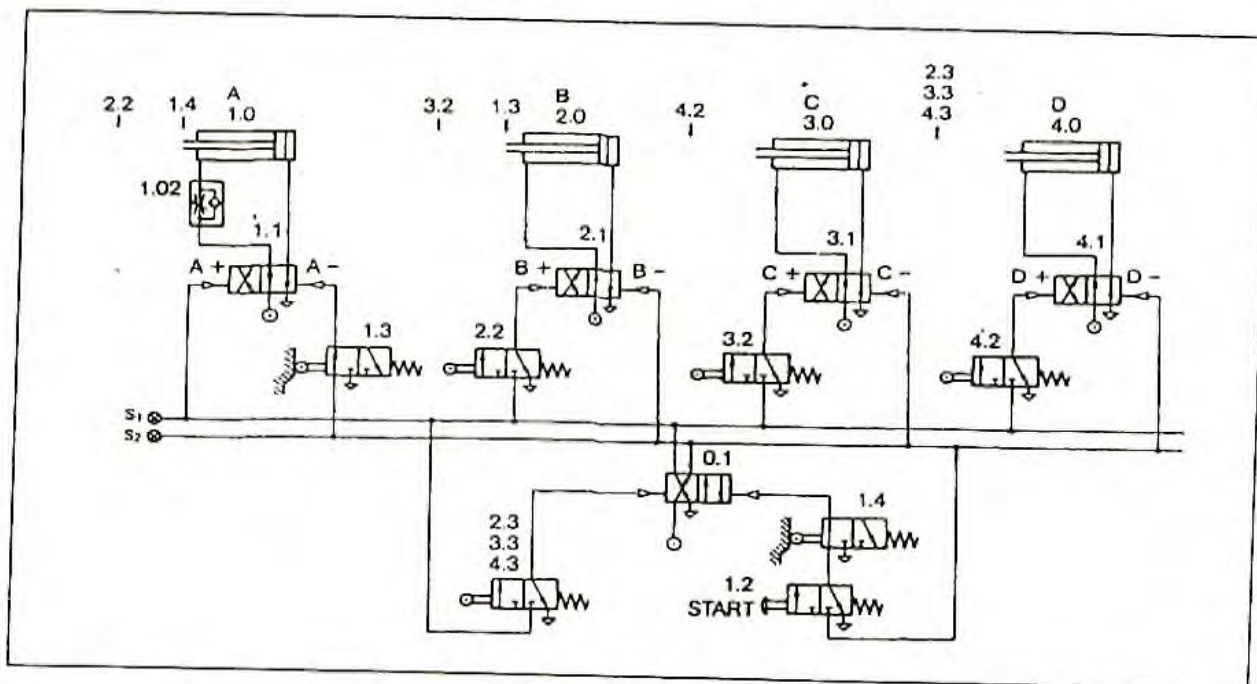 2.2 1.4 A 3.2 1.3 B 4.2 C 2.3 D
1.0 2.0 3.0 3.3 4.0
4.3
1.02
1.1 2.1 3.1 4.1
A + A − B + B − C + C − D + D −
1.3 2.2 3.2 4.2
S1
S2
0.1
2.3 1.4
3.3
4.3 1.2
START